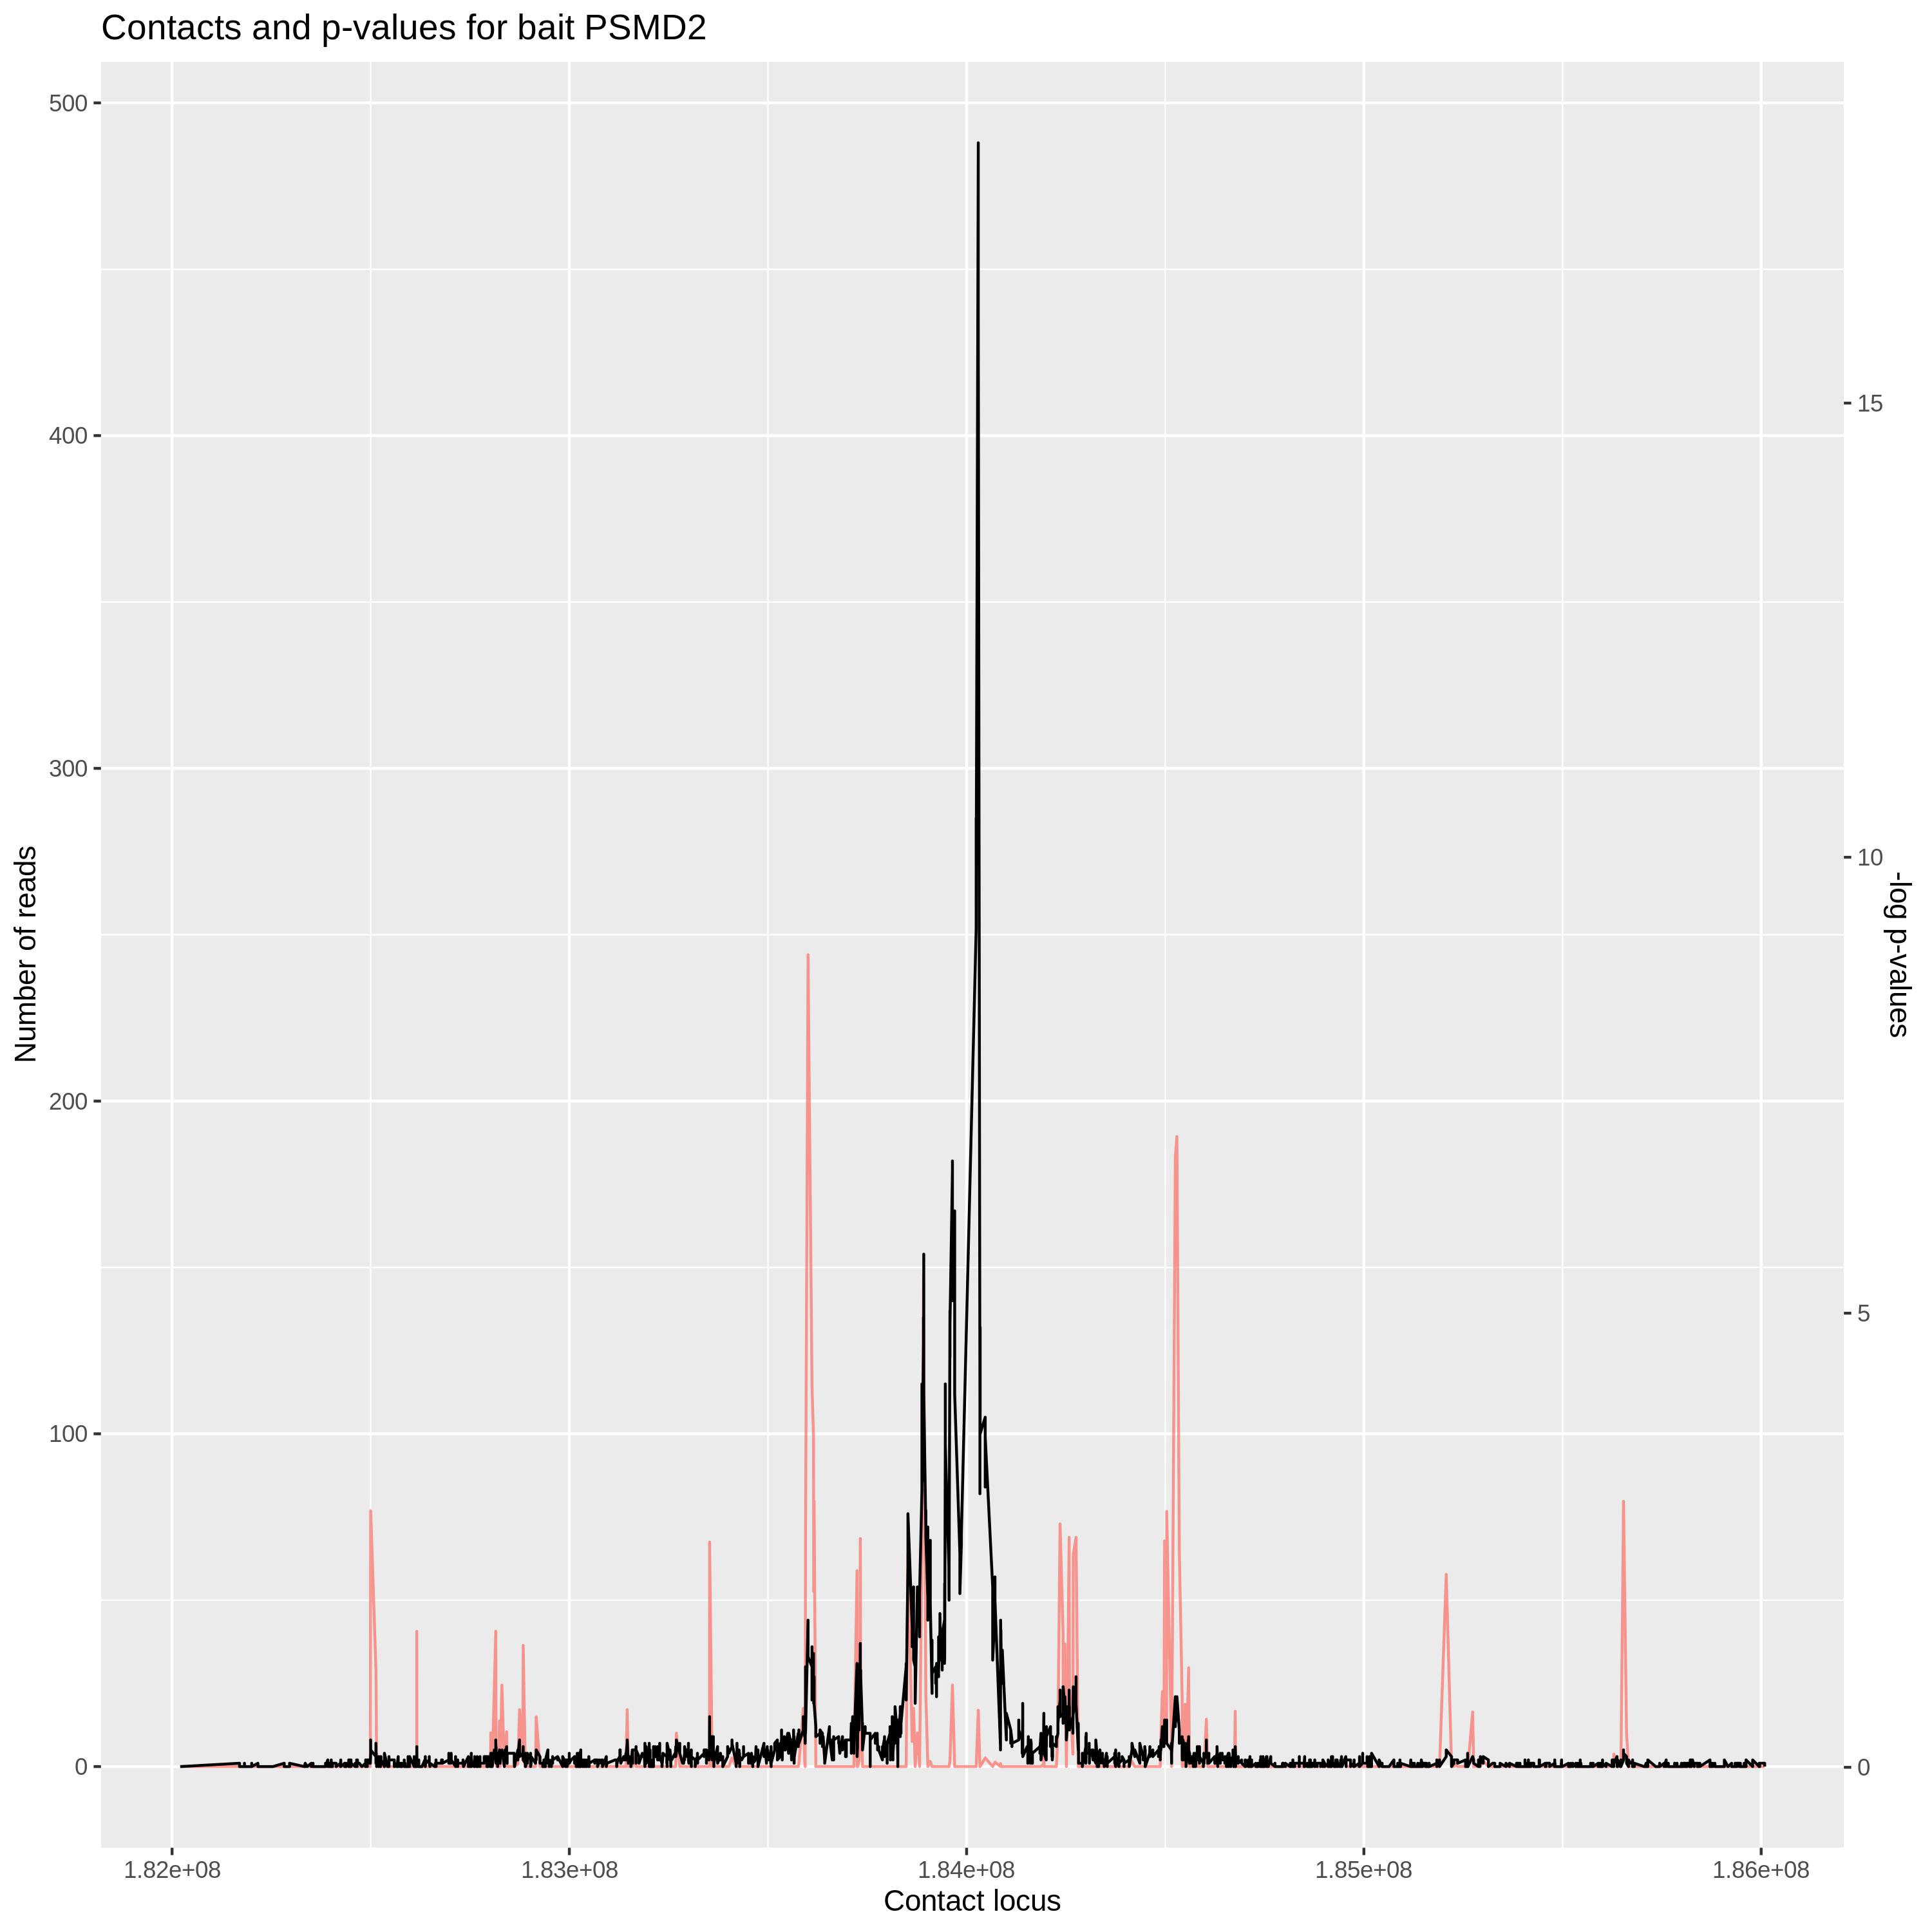 Contacts and p-values for bait PSMD2
500
400
300
200
100
0
Number of reads
15
10
5
0
-log p-values
1.82e+08
1.83e+08
1.84e+08
1.85e+08
1.86e+08
Contact locus